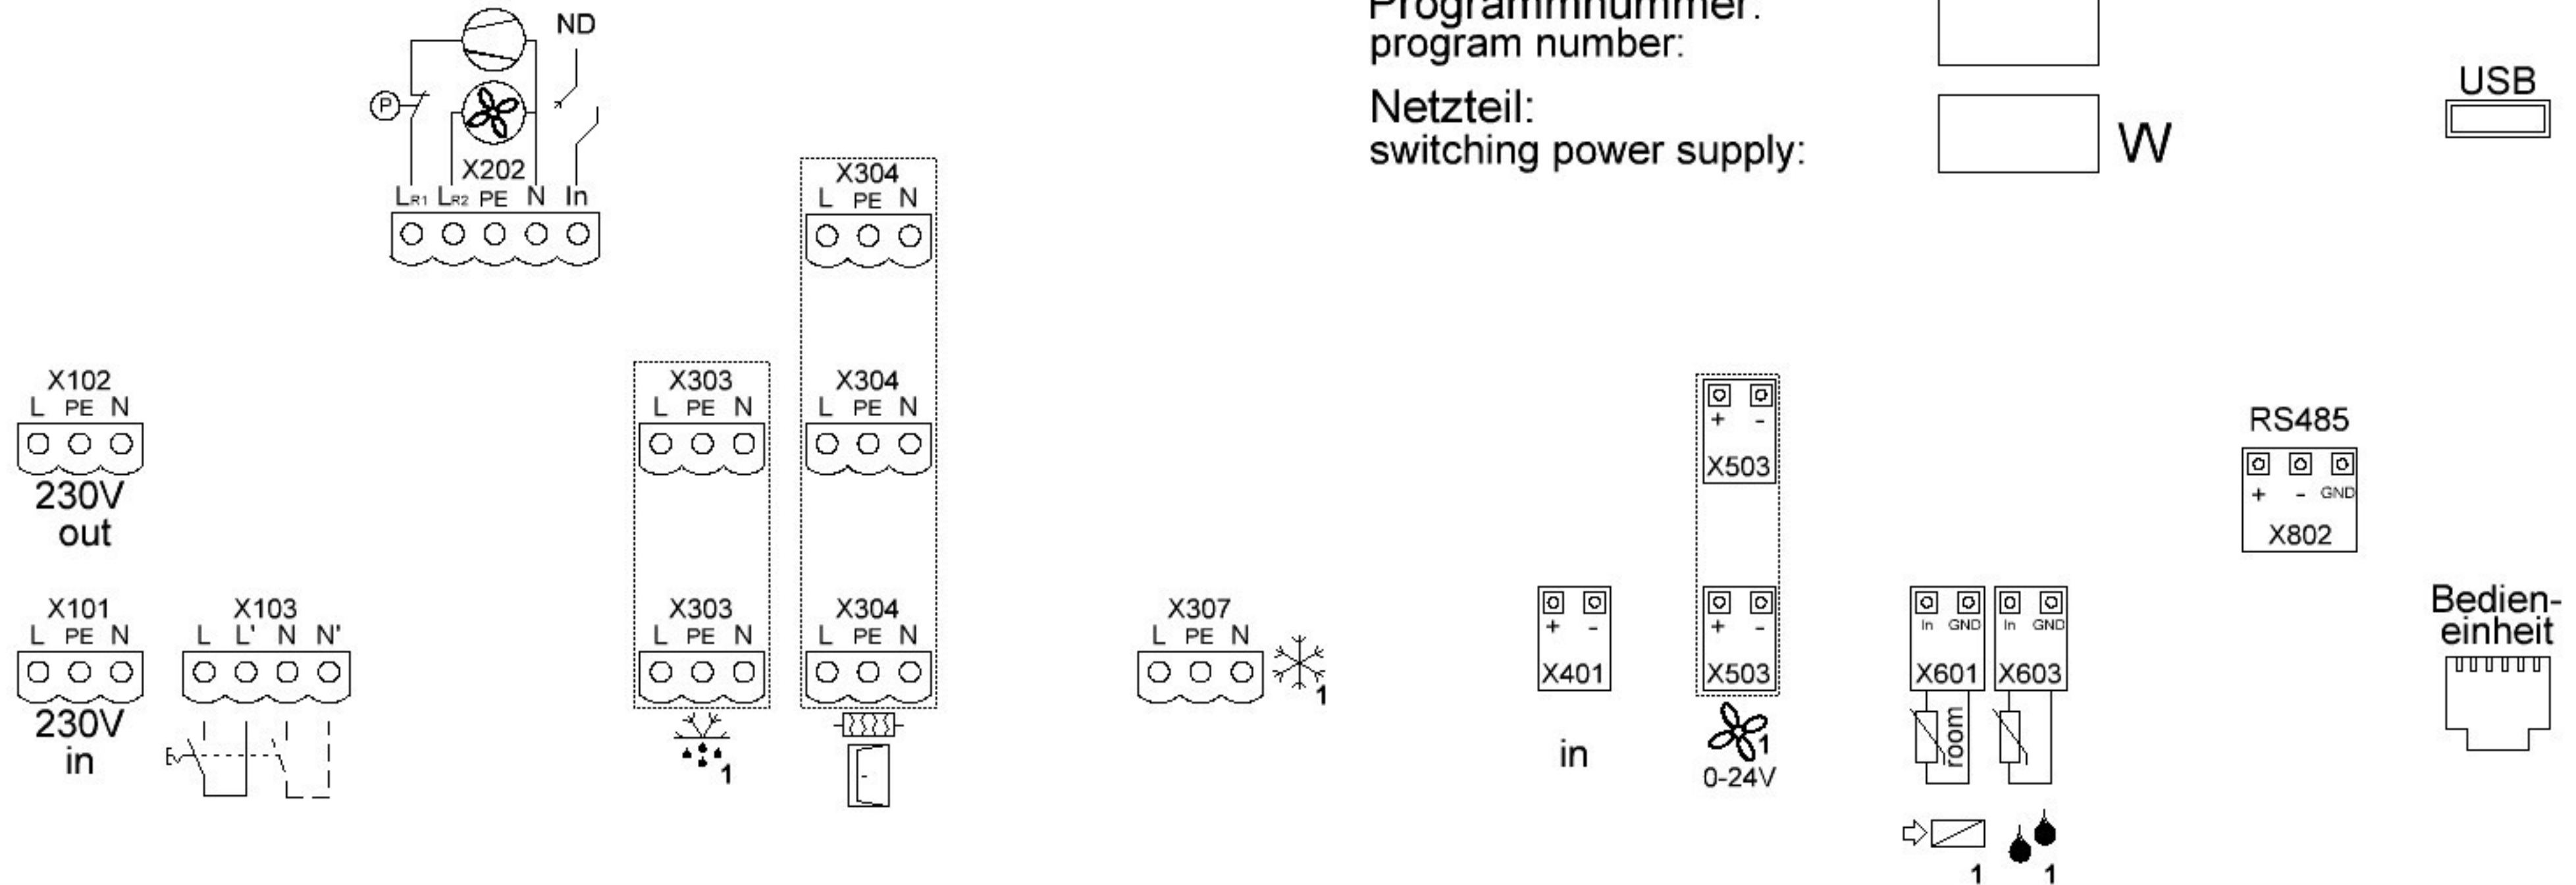 ND
P
X202
LR1 LR2 PE N In
Programmnummer:
program number:
Netzteil:
switching power supply:
W
USB
X304
L PE N
X102
L PE N
230V
out
X303
L PE N
X304
L PE N
+ -
X503
RS485
+ - GND
X802
X101
L PE N
230V
in
X103
L L' N N'
X303
L PE N
1
X304
L PE N
X307
L PE N
1
+ -
X401
in
+ -
X503
1
0-24V
In GND
X601
room
1
In GND
X603
1
Bedien-
einheit